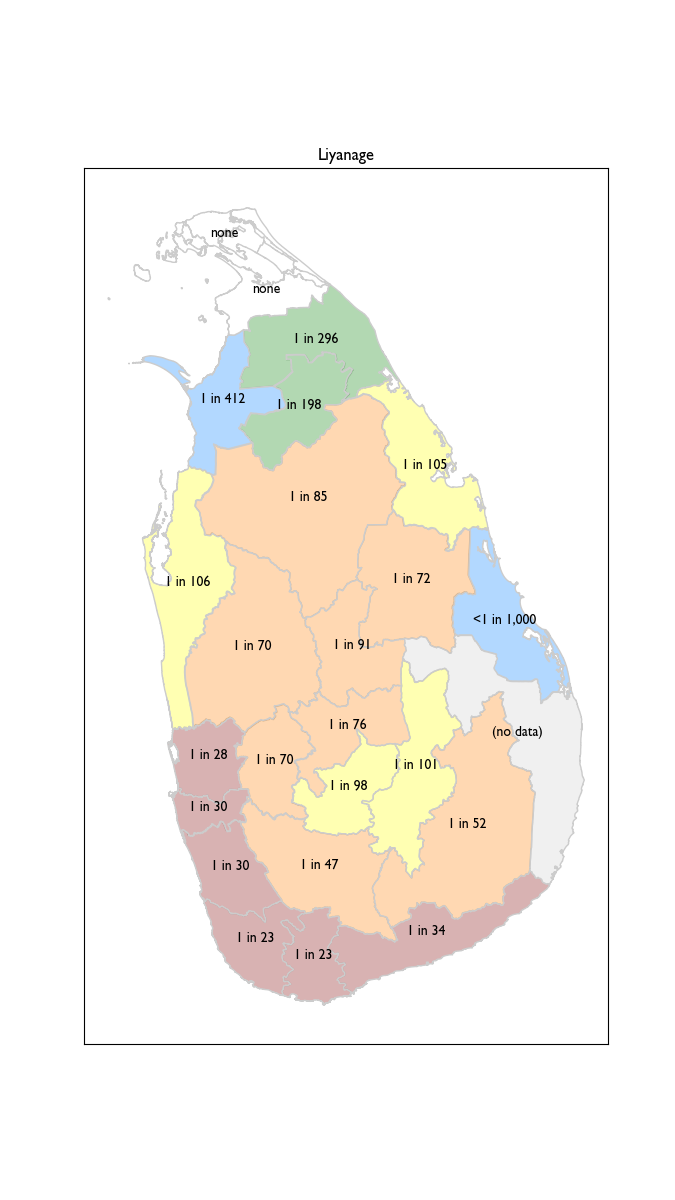 Liyanage
none
none
1 in 296
1 in 412
1 in 198
1 in 105
1 in 85
1 in 72
1 in 106
<1 in 1,000
1 in 70
1 in 91
1 in 76
(no data)
1 in 28
1 in 70
1 in 101
1 in 98
1 in 30
1 in 52
1 in 47
1 in 30
1 in 34
1 in 23
1 in 23